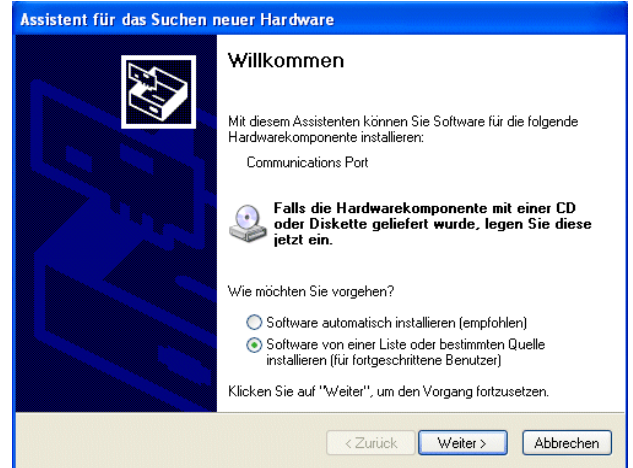 Assistent für das Suchen neuer Hardware
Willkommen
Mit diesem Assistenten können Sie Software für die folgende
Hardwarekomponente installieren:
Communications Port
Falls die Hardwarekomponente mit einer CD
oder Diskette geliefert wurde, legen Sie diese
jetzt ein.
Wie möchten Sie vorgehen?
Software automatisch installieren (empfohlen)
Software von einer Liste oder bestimmten Quelle
installieren (für fortgeschrittene Benutzer)
Klicken Sie auf "Weiter", um den Vorgang fortzusetzen.
< Zurück Weiter > Abbrechen